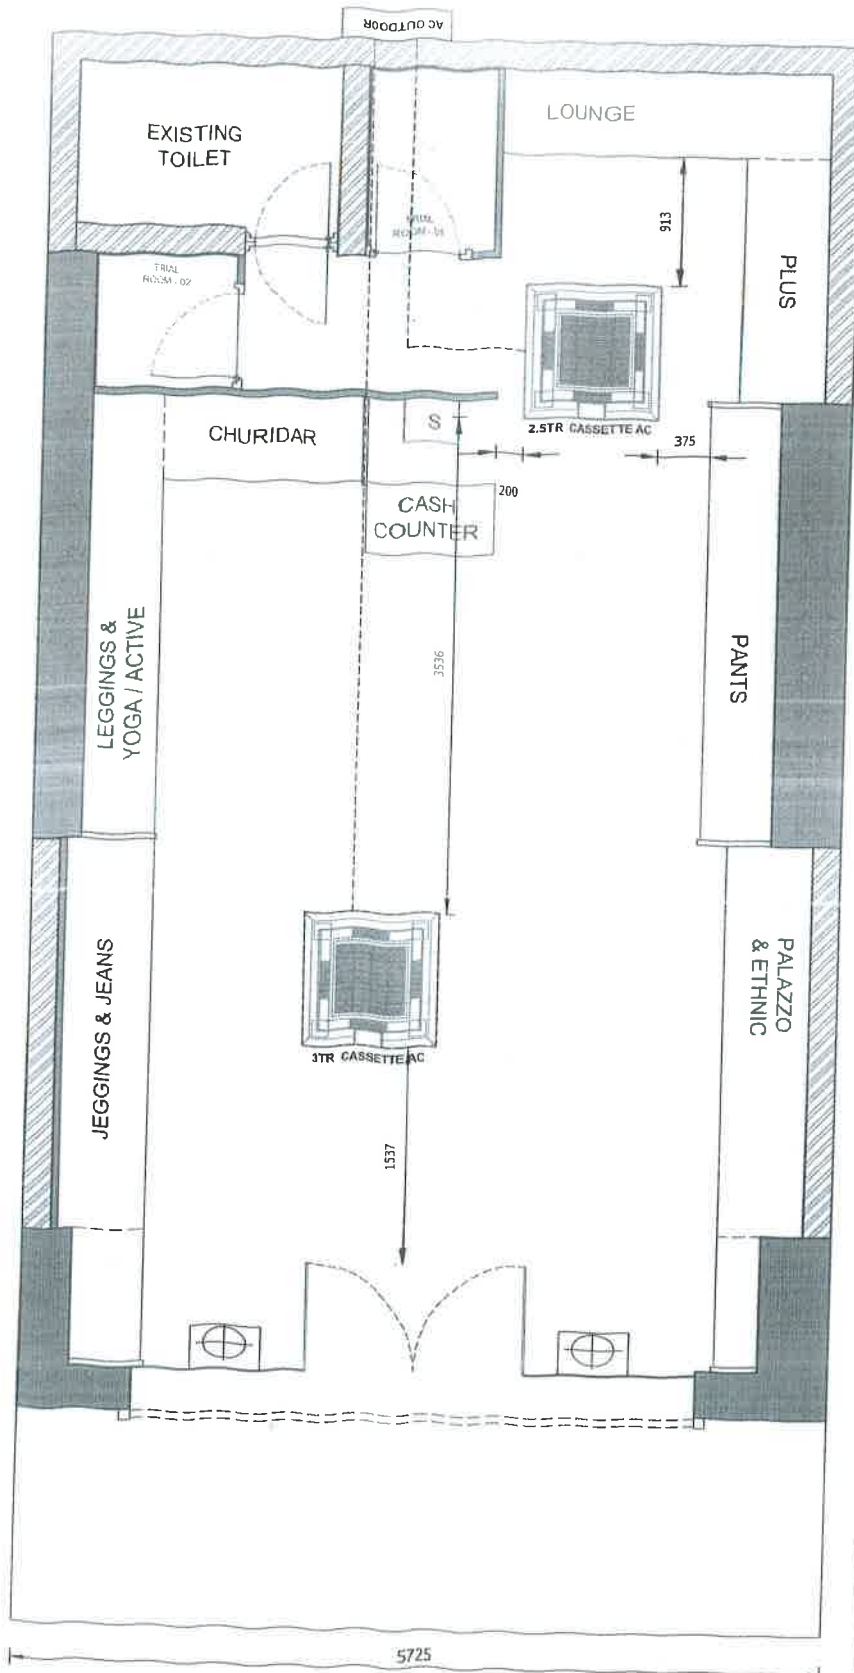 AC OUTDOOR
EXISTING
TOILET
LOUNGE
TRIAL
ROOM - 01
913
PLUS
TRIAL
ROOM - 02
2.5TR CASSETTE AC
CHURIDAR
S
375
200
CASH
COUNTER
LEGGINGS &
YOGA / ACTIVE
3536
PANTS
JEGGINGS & JEANS
PALAZZO
& ETHNIC
3TR CASSETTE AC
1537
5725